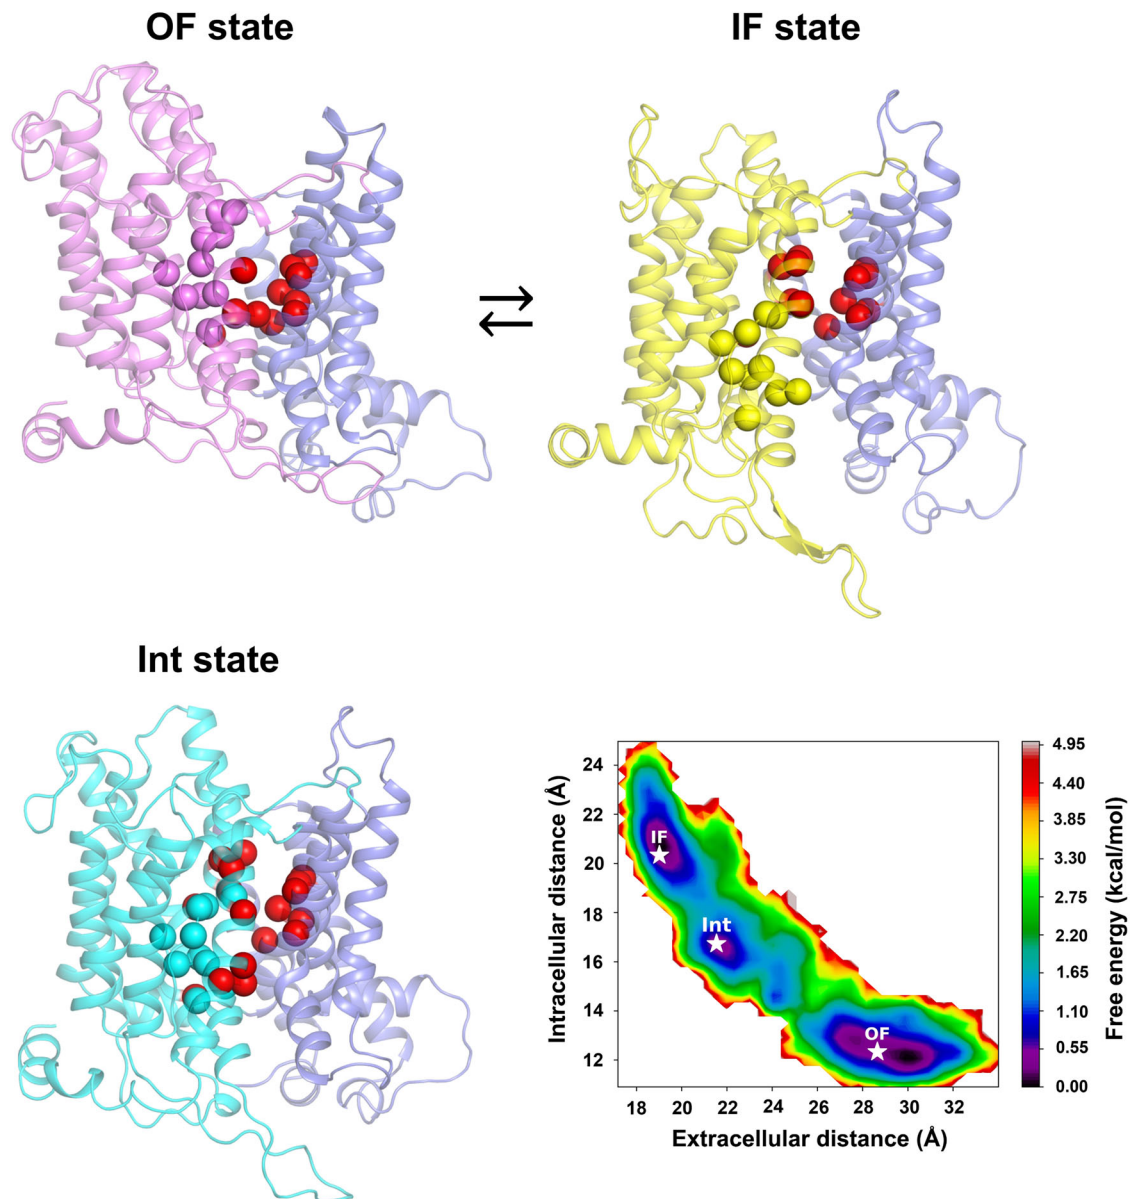 OF state
IF state
Int state
IF
Int
OF
24
22
20
18
16
14
12
Intracellular distance (Å)
18 20 22 24 26 28 30 32
Extracellular distance (Å)
4.95
4.40
3.85
3.30
2.75
2.20
1.65
1.10
0.55
0.00
Free energy (kcal/mol)